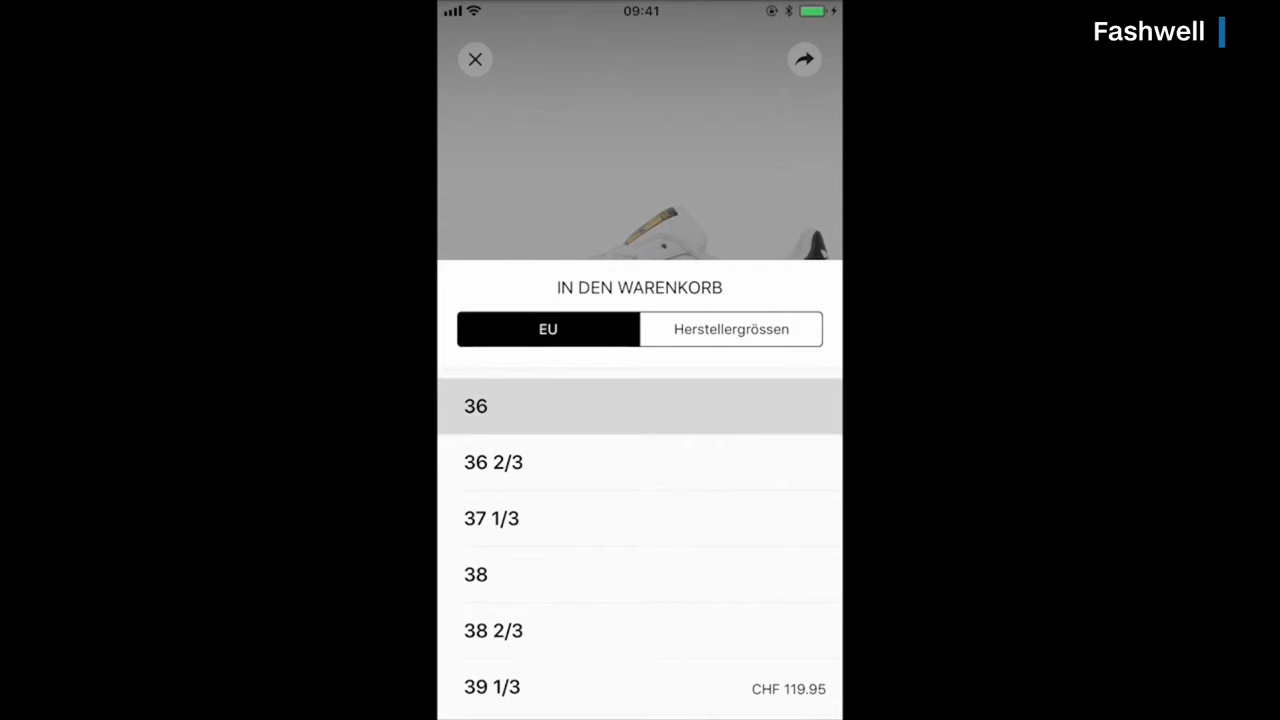 09:41
Fashwell
IN DEN WARENKORB
EU
Herstellergrössen
36
36 2/3
37 1/3
38
38 2/3
39 1/3
CHF 119.95